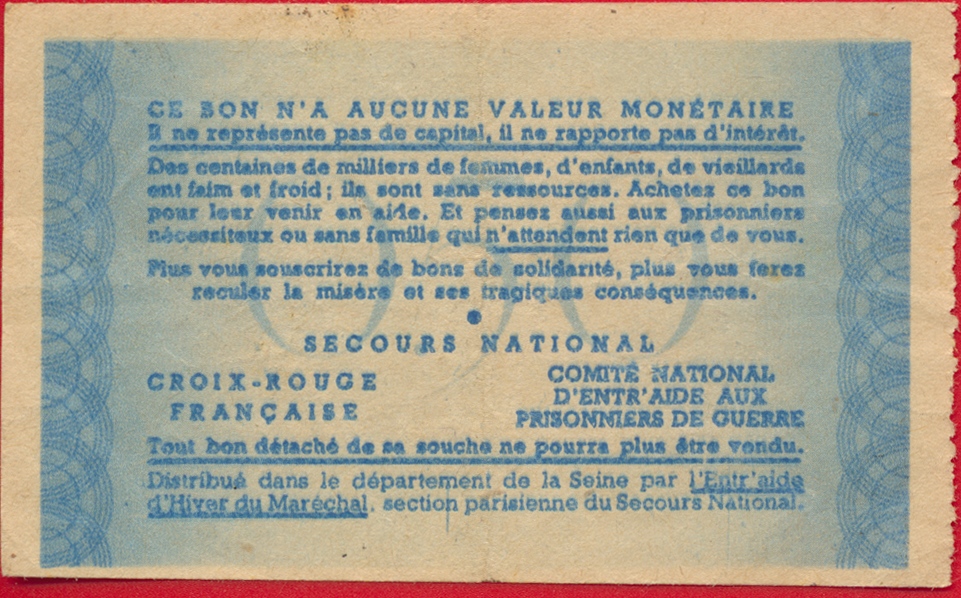 CE BON N'A AUCUNE VALEUR MONÉTAIRE
Il ne représente pas de capital, il ne rapporte pas d'intérêt.
Des centaines de milliers de femmes, d'enfants, de vieillards
ont faim et froid ; ils sont sans ressources. Achetez ce bon
pour leur venir en aide. Et pensez aussi aux prisonniers
nécessiteux ou sans famille qui n'attendent rien que de vous.
Plus vous souscrirez de bons de solidarité, plus vous ferez
reculer la misère et ses tragiques conséquences.
0,50
SECOURS NATIONAL
CROIX-ROUGE
FRANÇAISE
COMITÉ NATIONAL
D'ENTR'AIDE AUX
PRISONNIERS DE GUERRE
Tout bon détaché de sa souche ne pourra plus être vendu.
Distribué dans le département de la Seine par l'Entr'aide
d'Hiver du Maréchal, section parisienne du Secours National.